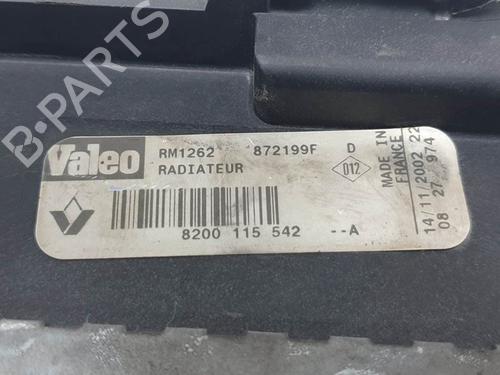 B-PARTS
Valeo
RM1262 872199F D
RADIATEUR
D12
8200 115 542 --A
MADE IN
FRANCE
14/11/2002 22
08 27 974